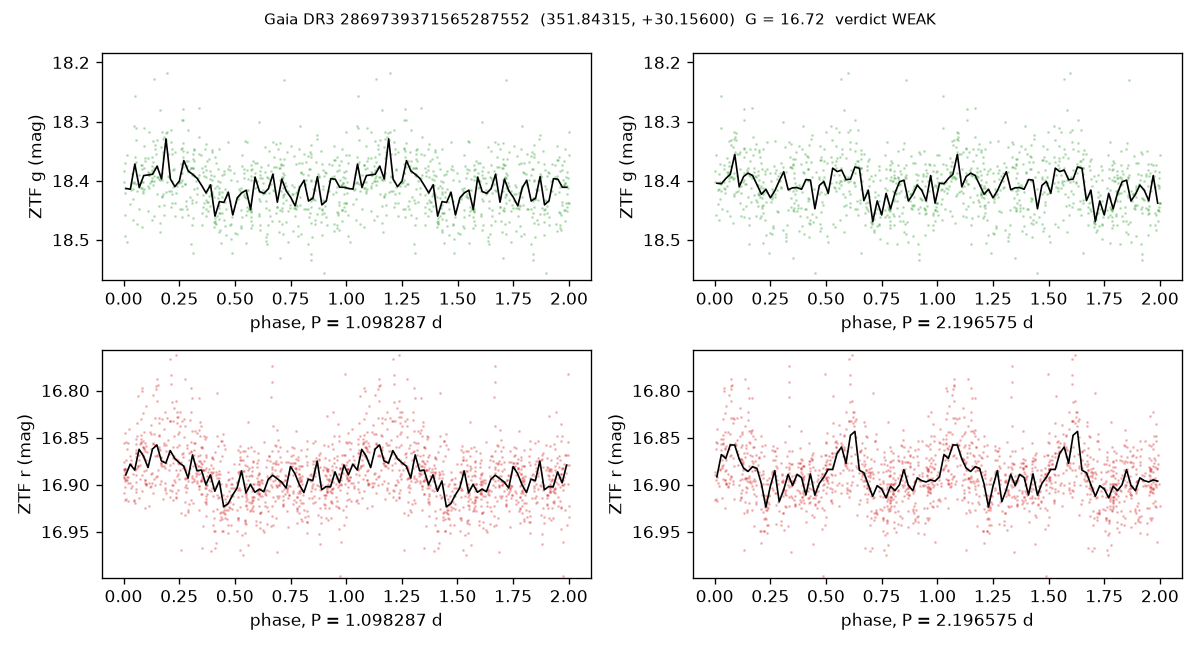 Gaia DR3 2869739371565287552 (351.84315, +30.15600) G = 16.72 verdict WEAK
18.2
18.3
18.4
18.5
ZTF g (mag)
0.00 0.25 0.50 0.75 1.00 1.25 1.50 1.75 2.00
phase, P = 1.098287 d
18.2
18.3
18.4
18.5
ZTF g (mag)
0.00 0.25 0.50 0.75 1.00 1.25 1.50 1.75 2.00
phase, P = 2.196575 d
16.80
16.85
16.90
16.95
ZTF r (mag)
0.00 0.25 0.50 0.75 1.00 1.25 1.50 1.75 2.00
phase, P = 1.098287 d
16.80
16.85
16.90
16.95
ZTF r (mag)
0.00 0.25 0.50 0.75 1.00 1.25 1.50 1.75 2.00
phase, P = 2.196575 d